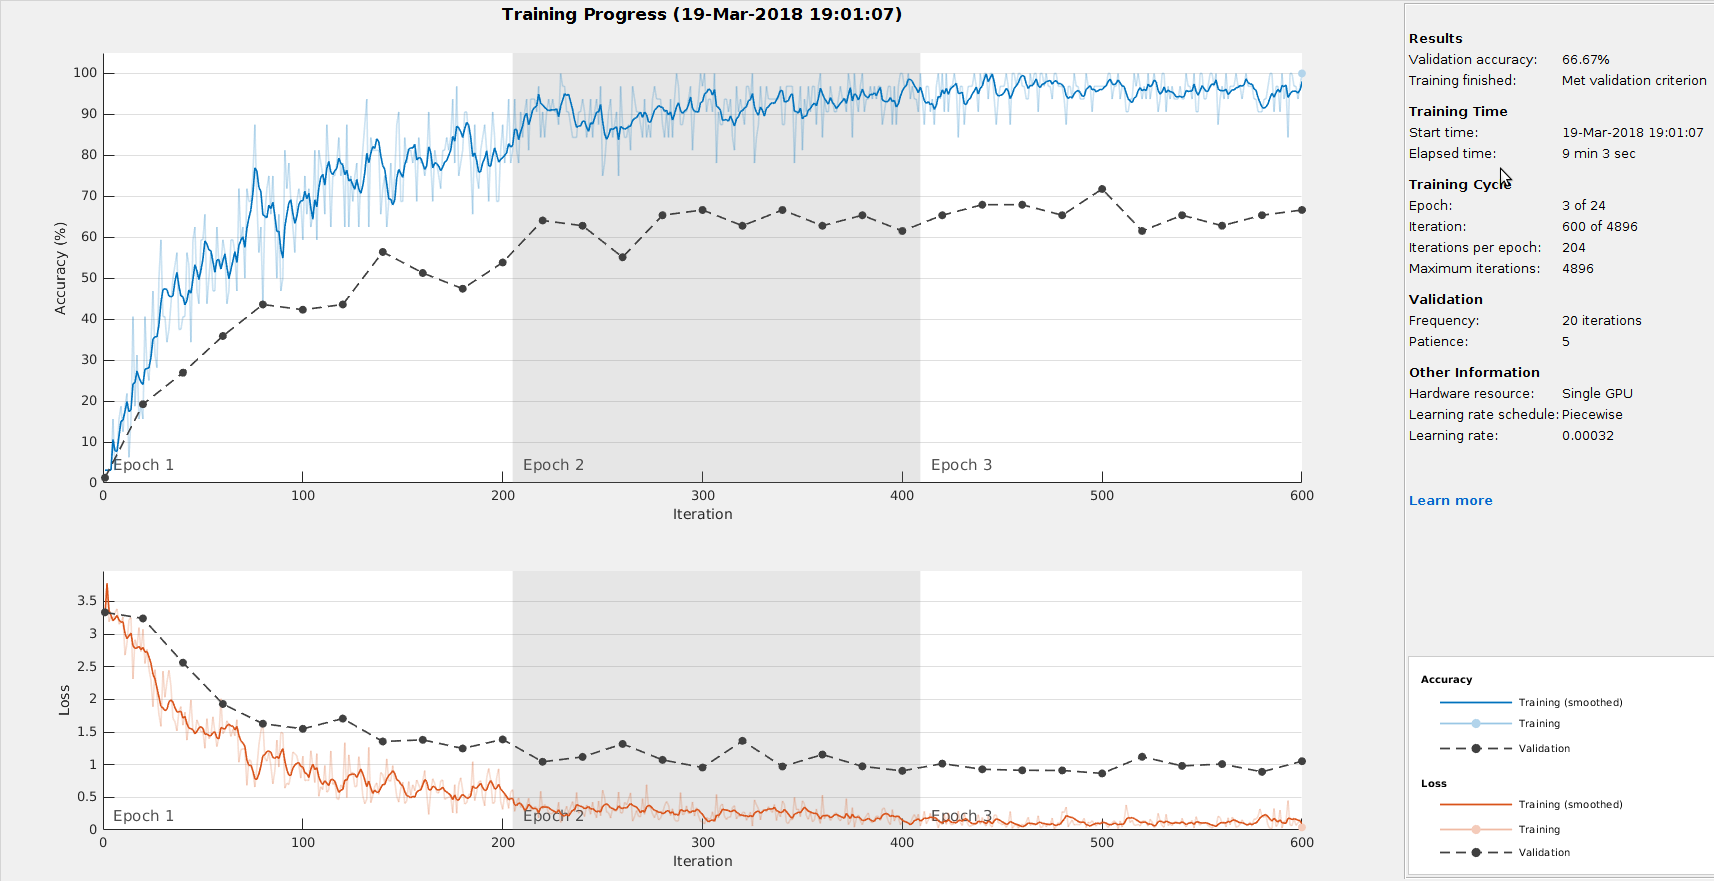 Training Progress (19-Mar-2018 19:01:07)
100
90
80
70
60
50
40
30
20
10
0
Accuracy (%)
Epoch 1
Epoch 2
Epoch 3
0 100 200 300 400 500 600
Iteration
3.5
3
2.5
2
1.5
1
0.5
0
Loss
Epoch 1
Epoch 2
Epoch 3
0 100 200 300 400 500 600
Iteration
Results
Validation accuracy: 66.67%
Training finished: Met validation criterion
Training Time
Start time: 19-Mar-2018 19:01:07
Elapsed time: 9 min 3 sec
Training Cycle
Epoch: 3 of 24
Iteration: 600 of 4896
Iterations per epoch: 204
Maximum iterations: 4896
Validation
Frequency: 20 iterations
Patience: 5
Other Information
Hardware resource: Single GPU
Learning rate schedule: Piecewise
Learning rate: 0.00032
Learn more
Accuracy
Training (smoothed)
Training
Validation
Loss
Training (smoothed)
Training
Validation